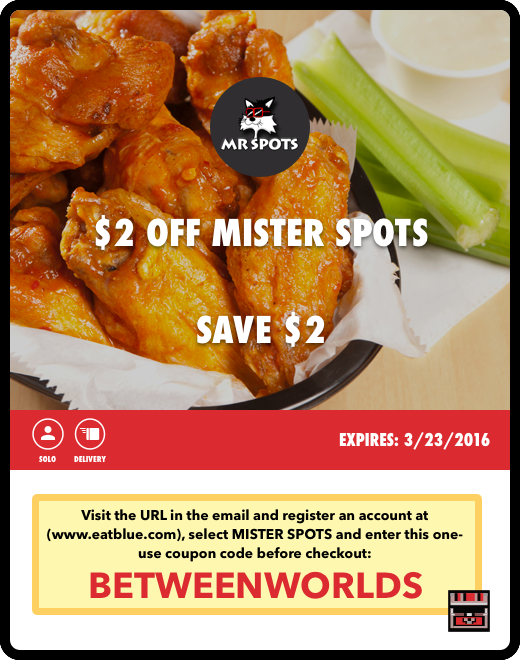 MR SPOTS
$2 OFF MISTER SPOTS
SAVE $2
SOLO
DELIVERY
EXPIRES: 3/23/2016
Visit the URL in the email and register an account at
(www.eatblue.com), select MISTER SPOTS and enter this one-
use coupon code before checkout:
BETWEENWORLDS